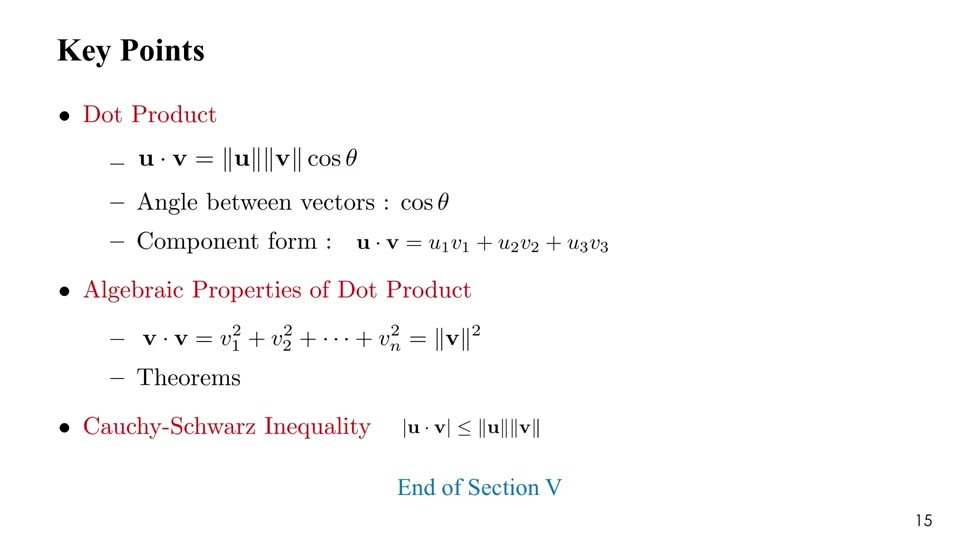 Key Points
• Dot Product
– u · v = ‖u‖‖v‖ cos θ
– Angle between vectors : cos θ
– Component form : u · v = u₁v₁ + u₂v₂ + u₃v₃
• Algebraic Properties of Dot Product
– v · v = v₁² + v₂² + · · · + vₙ² = ‖v‖²
– Theorems
• Cauchy-Schwarz Inequality |u · v| ≤ ‖u‖‖v‖
End of Section V
15